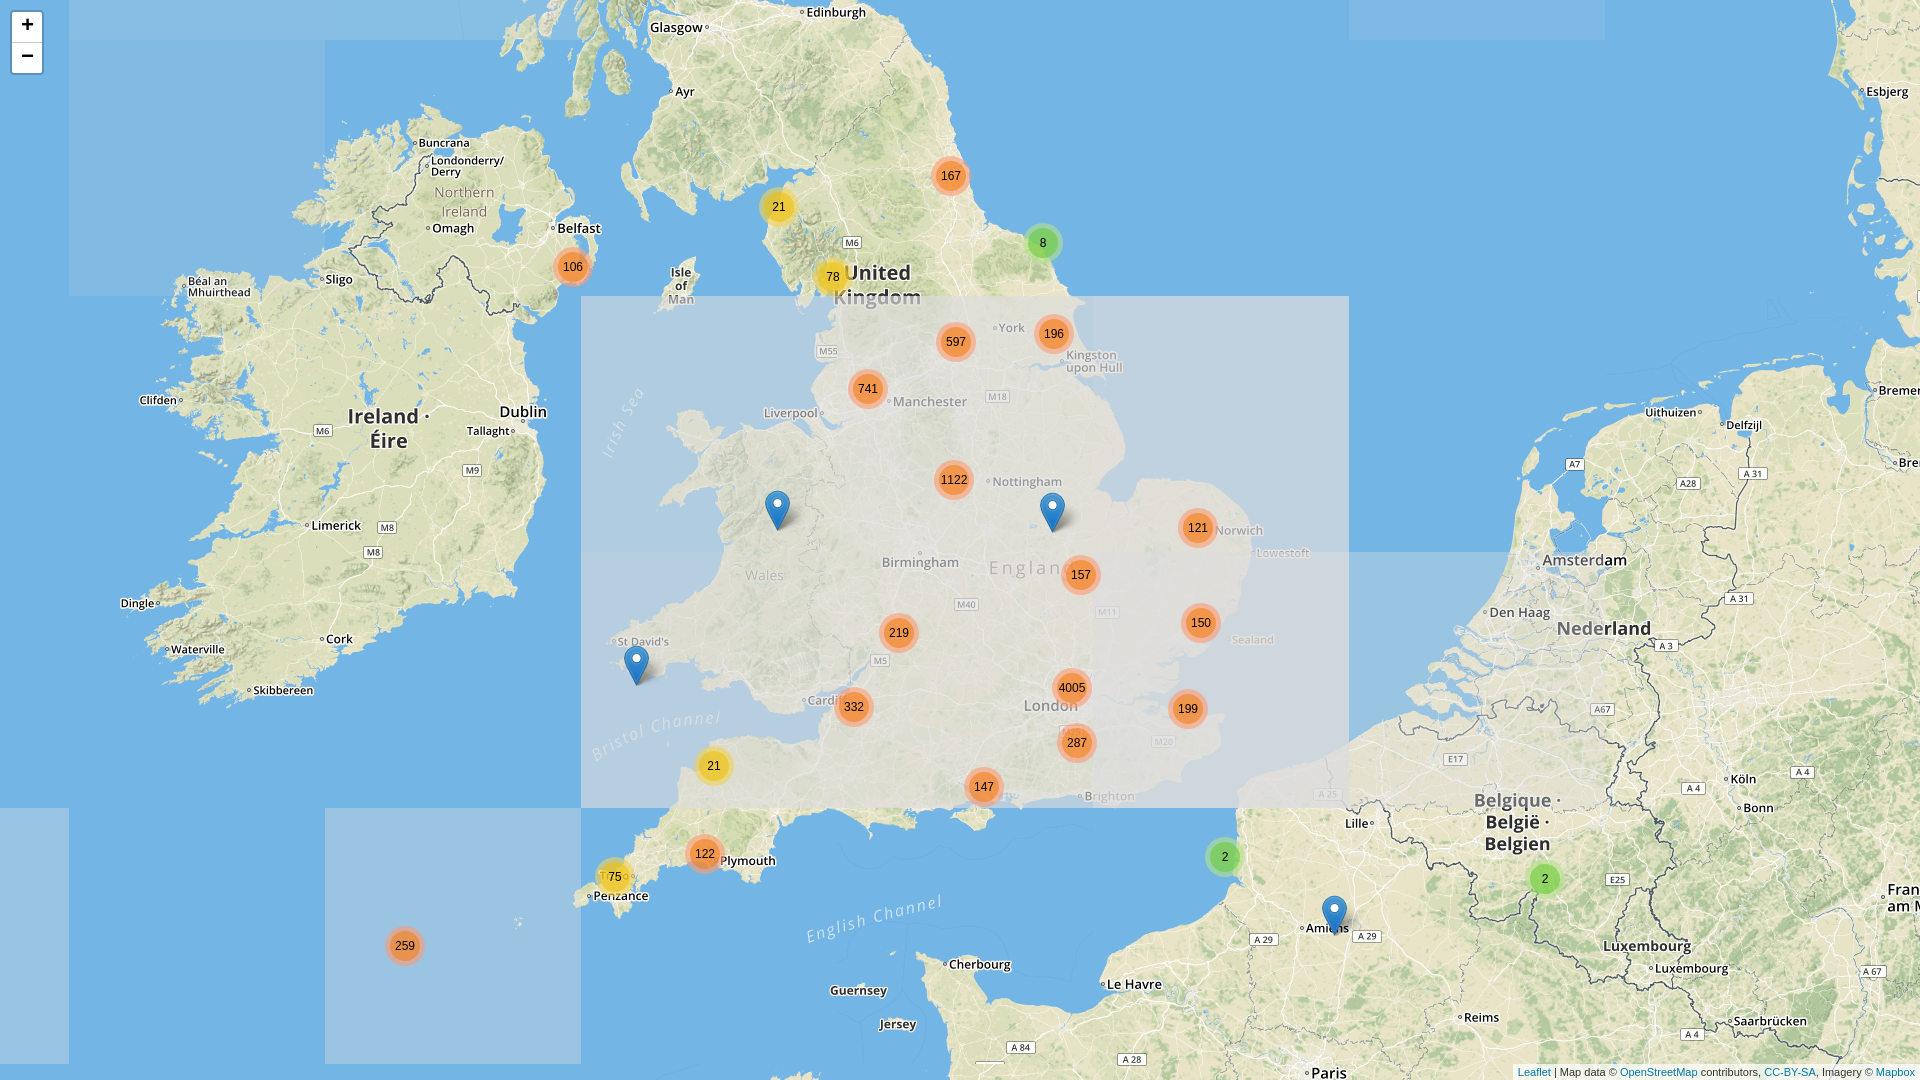 +
−
Edinburgh
Glasgow
Ayr
Esbjerg
Buncrana
Londonderry/
Derry
Northern
Ireland
Omagh
Belfast
167
21
8
106
M6
78
United
Kingdom
Isle
of
Man
Béal an
Mhuirthead
Sligo
York
196
597
Kingston
upon Hull
M55
741
Manchester
M18
Liverpool
Irish Sea
Clifden
Ireland ·
Éire
Dublin
Tallaght
M6
M9
Uithuizen
Delfzijl
A7
A 31
A28
1122
Nottingham
121
Norwich
Lowestoft
Limerick
M8
M8
Birmingham
Englan
157
Wales
M40
M11
Amsterdam
A 31
Den Haag
Nederland
A 3
Dingle
Cork
Waterville
Skibbereen
219
150
Sealand
St David's
M5
4005
London
199
Cardiff
332
287
M20
A67
Bristol Channel
21
147
Brighton
E17
A 25
Köln
A 4
A 4
Bonn
Belgique ·
België ·
Belgien
Lille
122
Plymouth
75
Penzance
2
2
E25
259
English Channel
Amiens
A 29
A 29
Luxembourg
Luxembourg
A 67
Cherbourg
Guernsey
Jersey
Le Havre
Reims
Saarbrücken
A 4
A 84
A 28
Paris
Leaflet | Map data © OpenStreetMap contributors, CC-BY-SA, Imagery © Mapbox